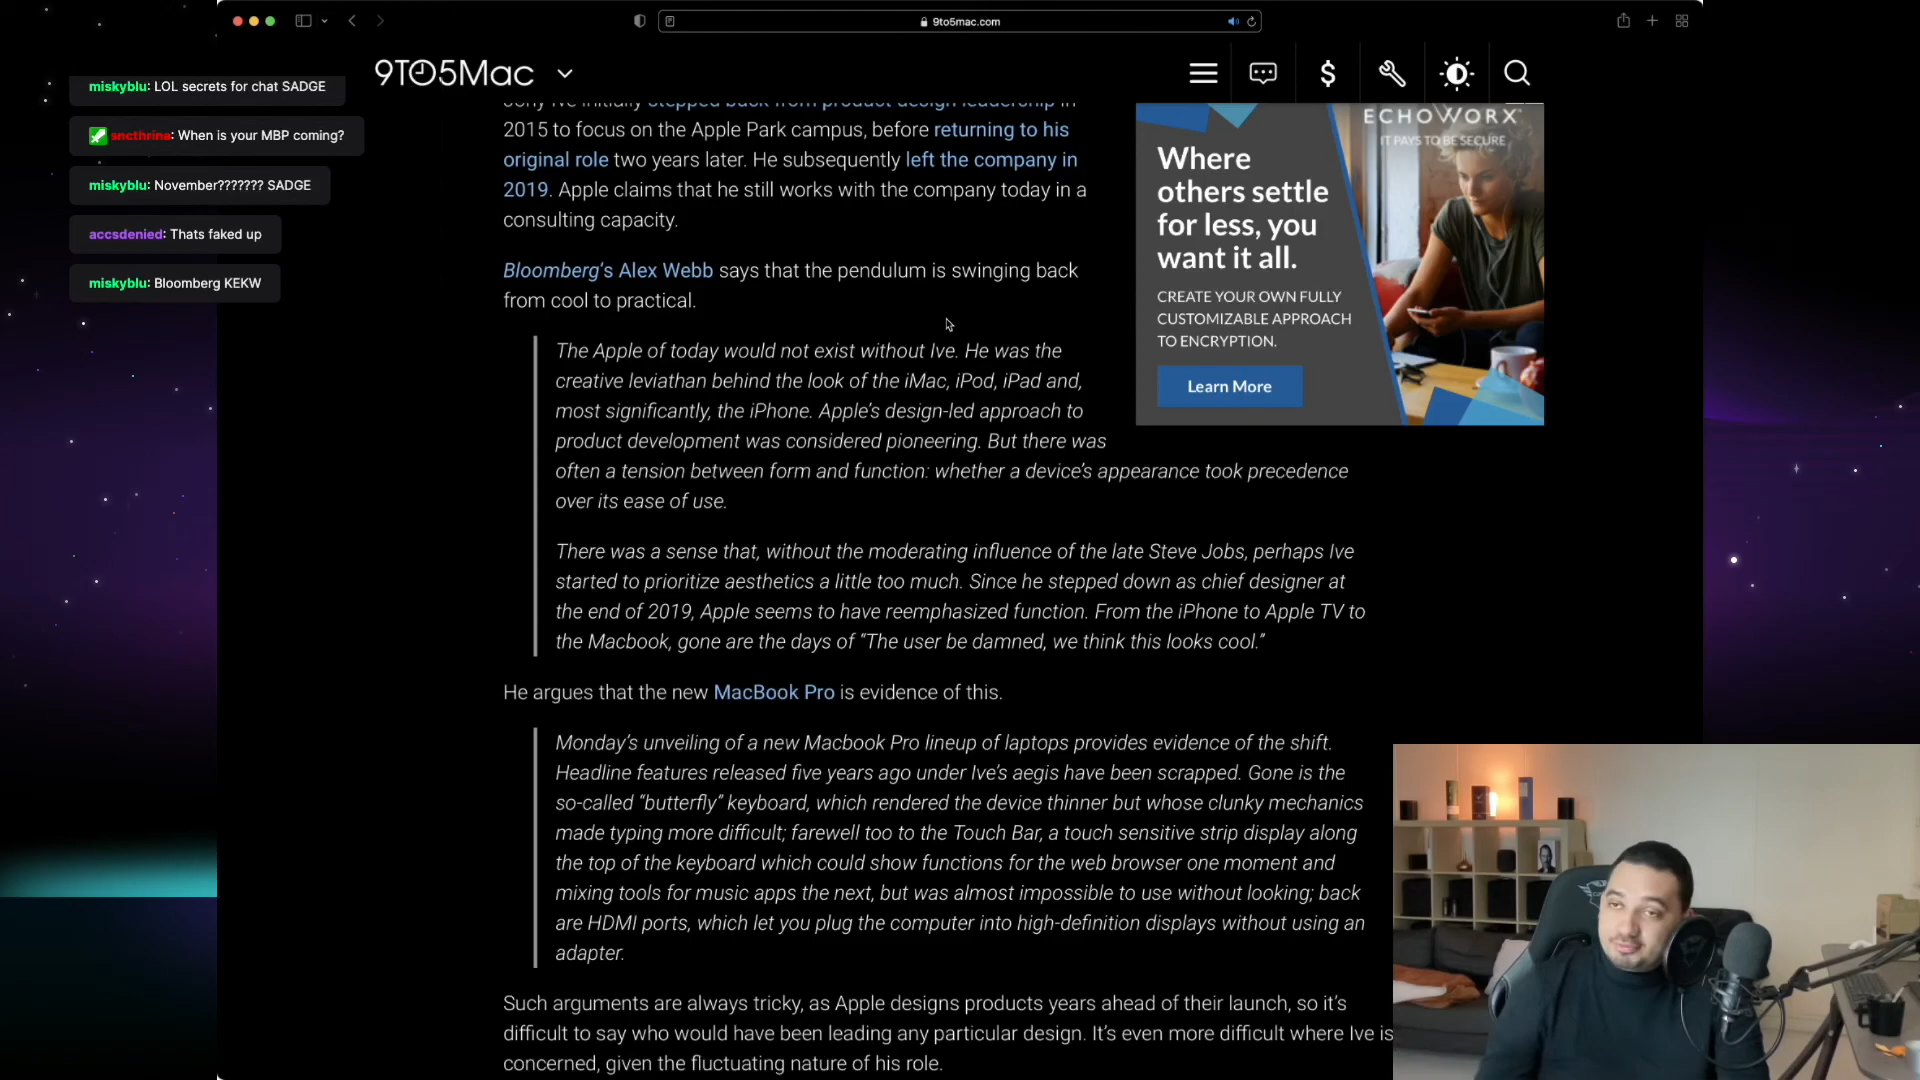 9to5mac.com
9TO5Mac
$
miskyblu: LOL secrets for chat SADGE
sncthrina: When is your MBP coming?
miskyblu: November??????? SADGE
accsdenied: Thats faked up
miskyblu: Bloomberg KEKW
Jony Ive initially stepped back from product design leadership in
2015 to focus on the Apple Park campus, before returning to his
original role two years later. He subsequently left the company in
2019. Apple claims that he still works with the company today in a
consulting capacity.
Bloomberg's Alex Webb says that the pendulum is swinging back
from cool to practical.
The Apple of today would not exist without Ive. He was the
creative leviathan behind the look of the iMac, iPod, iPad and,
most significantly, the iPhone. Apple's design-led approach to
product development was considered pioneering. But there was
often a tension between form and function: whether a device's appearance took precedence
over its ease of use.
There was a sense that, without the moderating influence of the late Steve Jobs, perhaps Ive
started to prioritize aesthetics a little too much. Since he stepped down as chief designer at
the end of 2019, Apple seems to have reemphasized function. From the iPhone to Apple TV to
the Macbook, gone are the days of “The user be damned, we think this looks cool.”
He argues that the new MacBook Pro is evidence of this.
Monday's unveiling of a new Macbook Pro lineup of laptops provides evidence of the shift.
Headline features released five years ago under Ive's aegis have been scrapped. Gone is the
so-called “butterfly” keyboard, which rendered the device thinner but whose clunky mechanics
made typing more difficult; farewell too to the Touch Bar, a touch sensitive strip display along
the top of the keyboard which could show functions for the web browser one moment and
mixing tools for music apps the next, but was almost impossible to use without looking; back
are HDMI ports, which let you plug the computer into high-definition displays without using an
adapter.
Such arguments are always tricky, as Apple designs products years ahead of their launch, so it's
difficult to say who would have been leading any particular design. It's even more difficult where Ive is
concerned, given the fluctuating nature of his role.
ECHOWORX
IT PAYS TO BE SECURE
Where
others settle
for less, you
want it all.
CREATE YOUR OWN FULLY
CUSTOMIZABLE APPROACH
TO ENCRYPTION.
Learn More